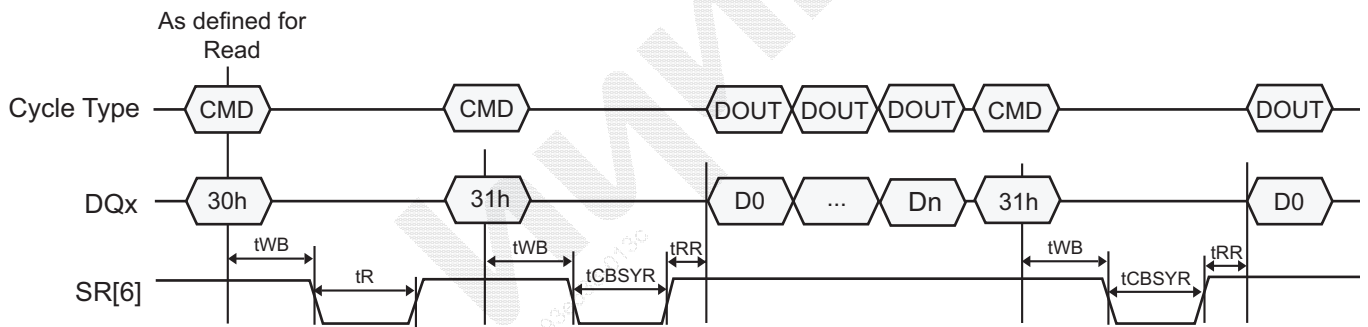 As defined for
Read
Cycle Type CMD CMD DOUT DOUT DOUT CMD DOUT
DQx 30h 31h D0 ... Dn 31h D0
tWB tWB tRR tWB tRR
SR[6] tR tCBSYR tCBSYR